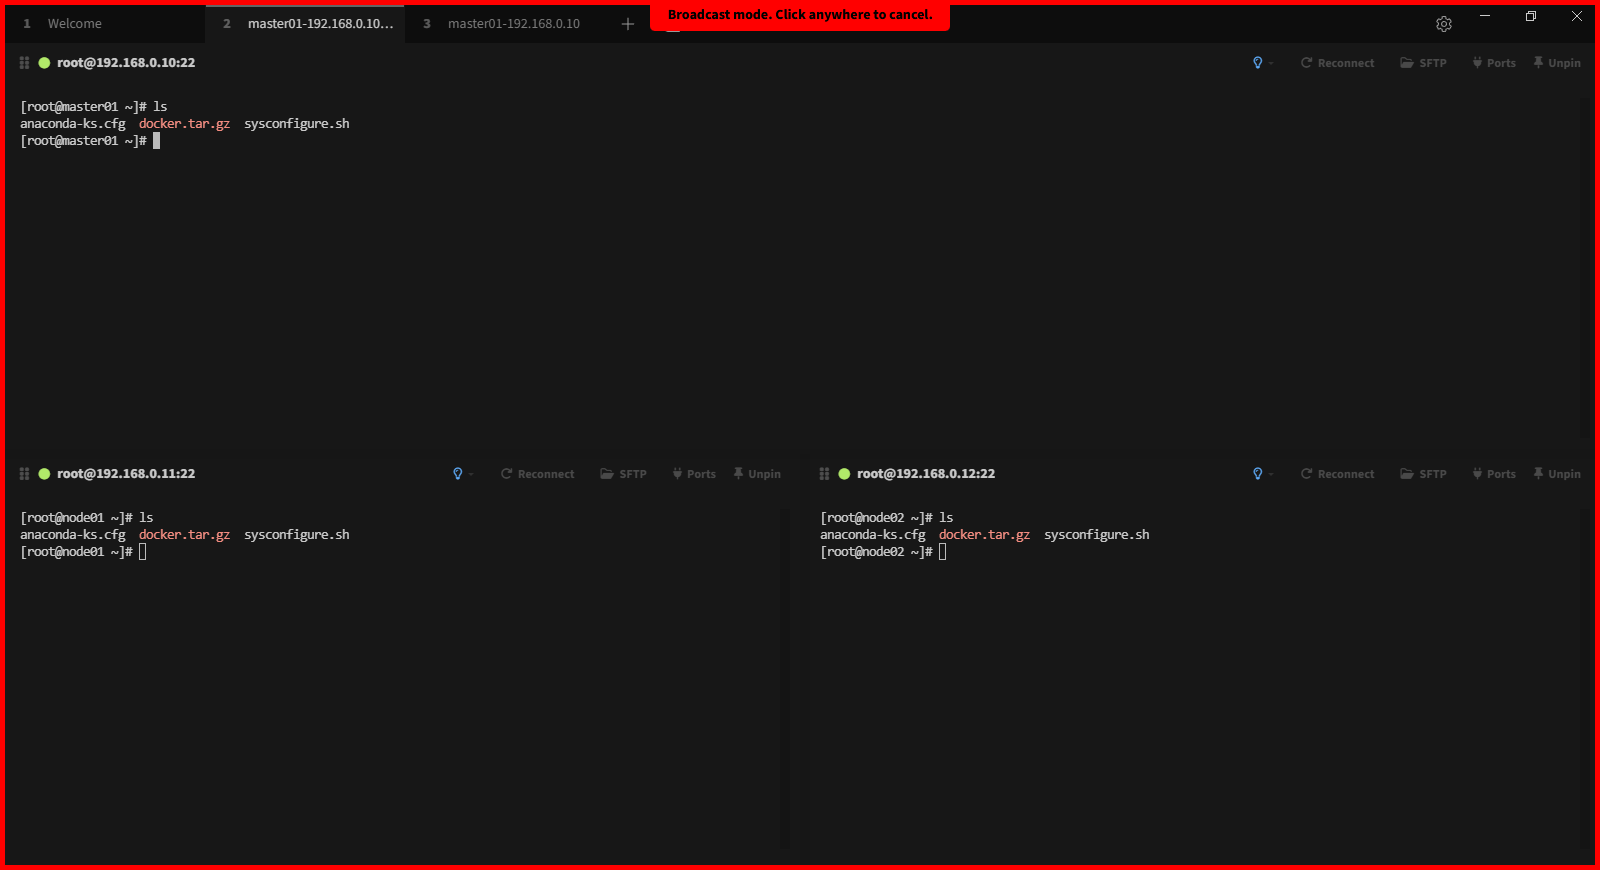 Broadcast mode. Click anywhere to cancel.
1 Welcome 2 master01-192.168.0.10... 3 master01-192.168.0.10 +
root@192.168.0.10:22 Reconnect SFTP Ports Unpin
[root@master01 ~]# ls
anaconda-ks.cfg docker.tar.gz sysconfigure.sh
[root@master01 ~]#
root@192.168.0.11:22 Reconnect SFTP Ports Unpin
[root@node01 ~]# ls
anaconda-ks.cfg docker.tar.gz sysconfigure.sh
[root@node01 ~]#
root@192.168.0.12:22 Reconnect SFTP Ports Unpin
[root@node02 ~]# ls
anaconda-ks.cfg docker.tar.gz sysconfigure.sh
[root@node02 ~]#